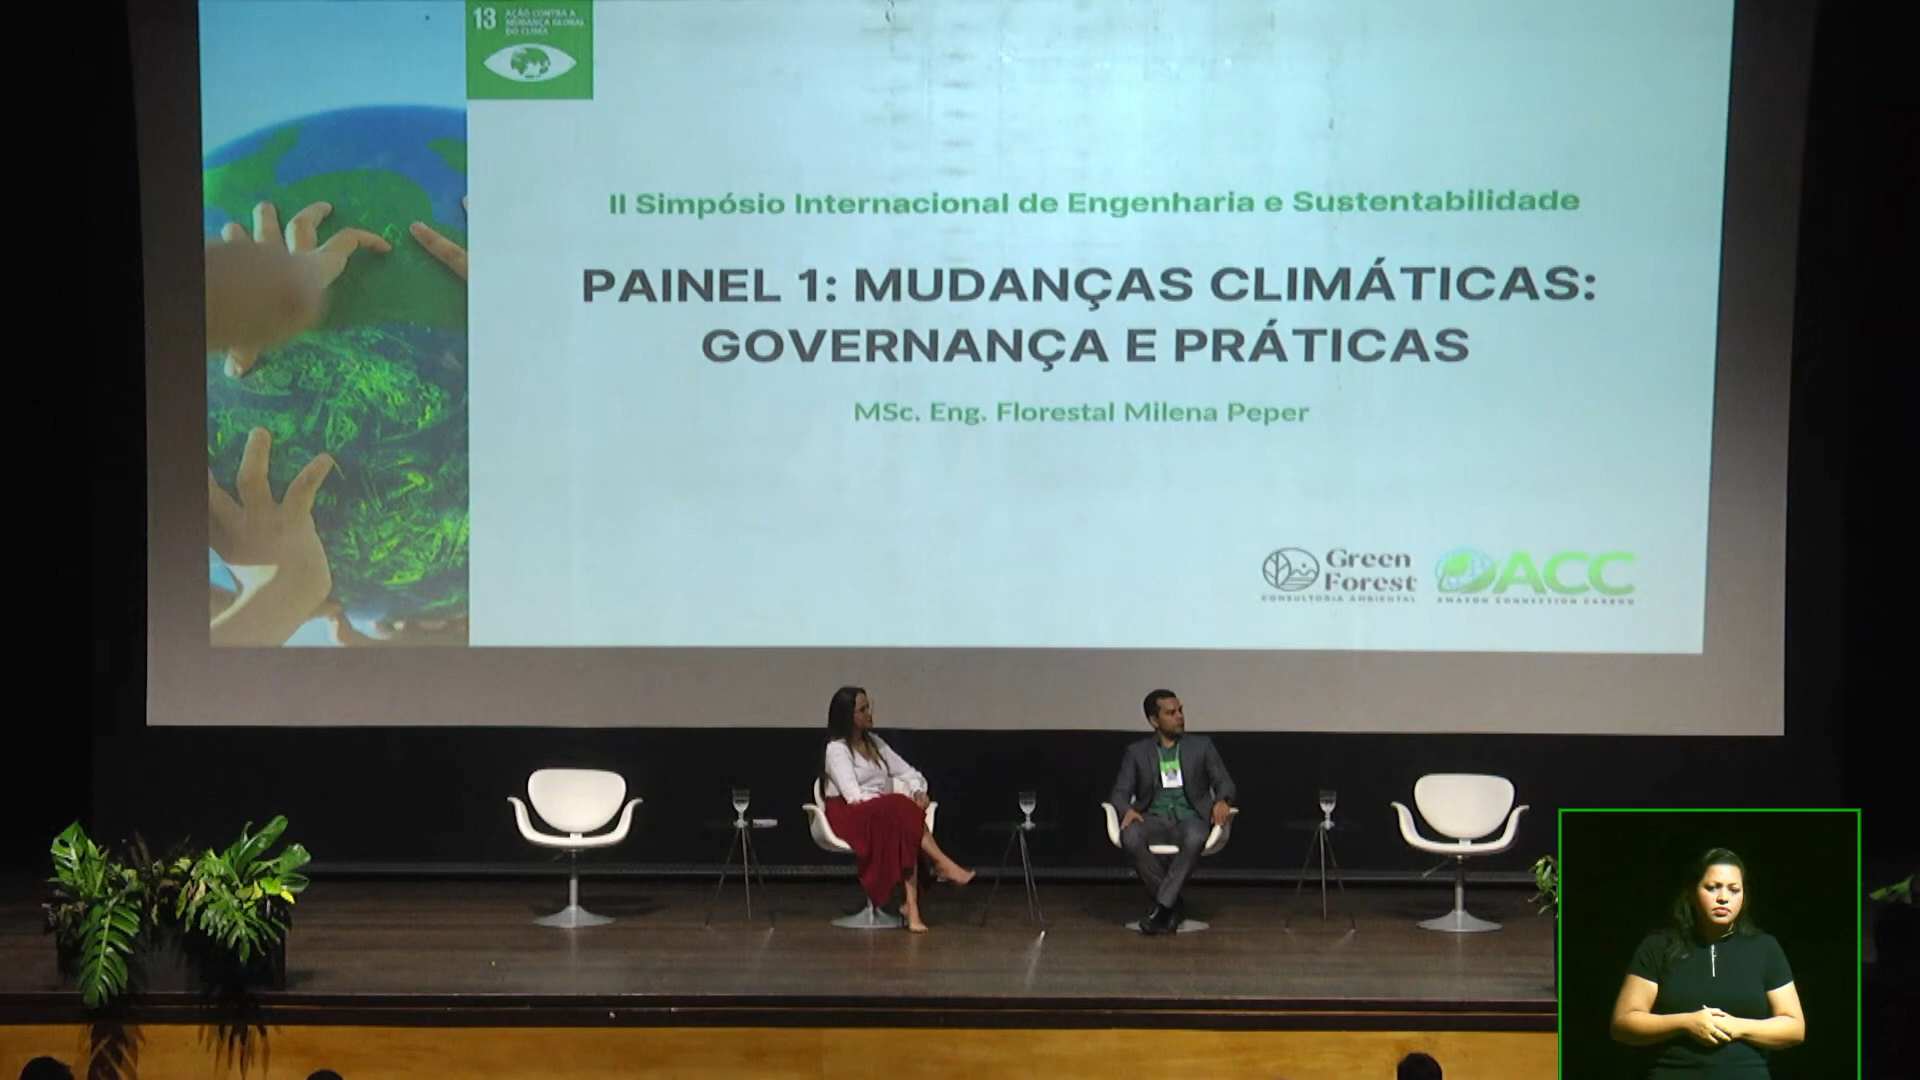 13 AÇÃO CONTRA A
MUDANÇA GLOBAL
DO CLIMA
II Simpósio Internacional de Engenharia e Sustentabilidade
PAINEL 1: MUDANÇAS CLIMÁTICAS:
GOVERNANÇA E PRÁTICAS
MSc. Eng. Florestal Milena Peper
Green
Forest
CONSULTORIA AMBIENTAL
ACC
AMAZON CONNECTION CARBON